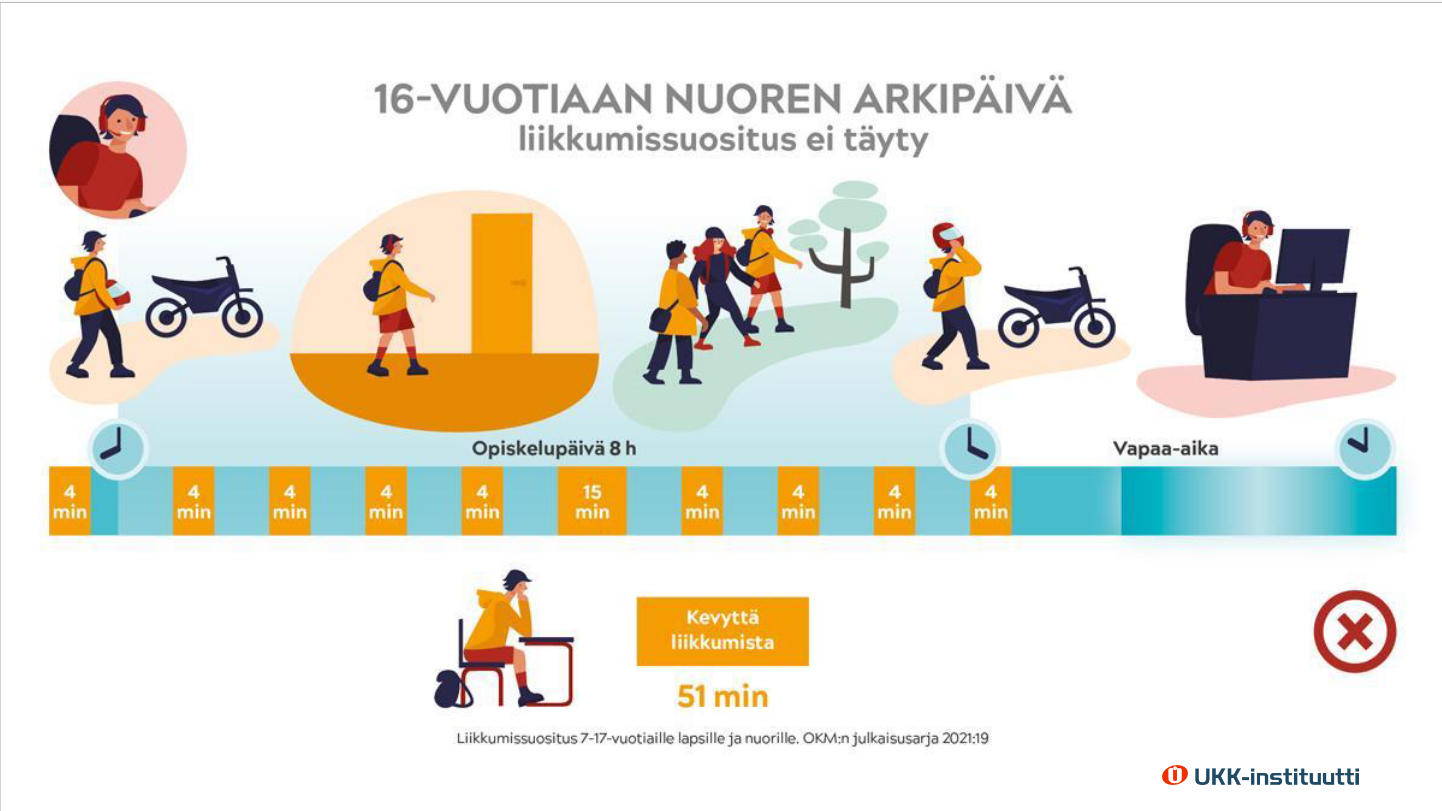 16-VUOTIAAN NUOREN ARKIPÄIVÄ
liikkumissuositus ei täyty
Opiskelupäivä 8 h
Vapaa-aika
4
min
4
min
4
min
4
min
4
min
15
min
4
min
4
min
4
min
4
min
Kevyttä
liikkumista
51 min
Liikkumissuositus 7-17-vuotiaille lapsille ja nuorille. OKM:n julkaisusarja 2021:19
UKK-instituutti